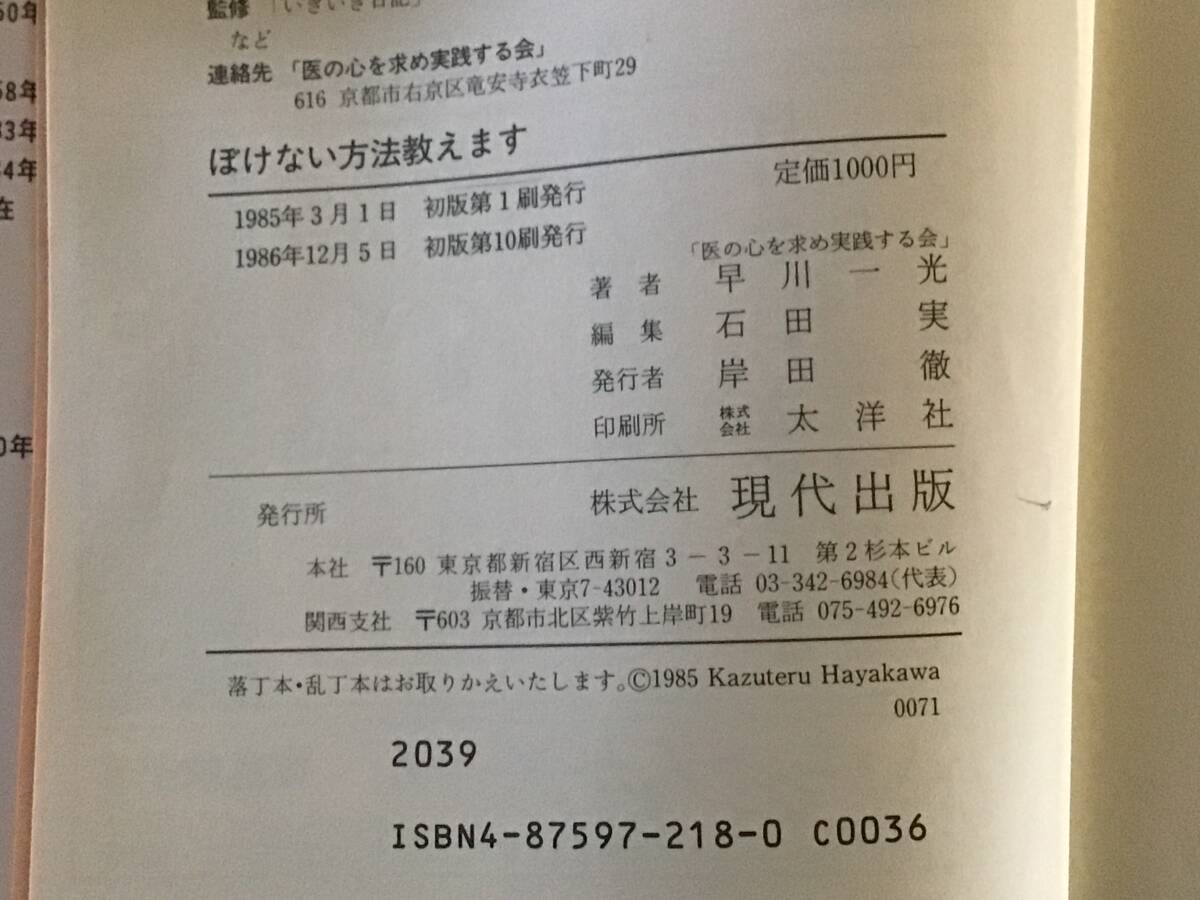 監修 「いきいき日記」
など
連絡先 「医の心を求め実践する会」
616 京都市右京区竜安寺衣笠下町29
ぼけない方法教えます
定価1000円
1985年3月1日 初版第1刷発行
1986年12月5日 初版第10刷発行
「医の心を求め実践する会」
著者 早川一光
編集 石田 実
発行者 岸田 徹
印刷所 株式会社 太洋社
発行所 株式会社 現代出版
本社 〒160 東京都新宿区西新宿3-3-11 第2杉本ビル
振替・東京7-43012 電話 03-342-6984(代表)
関西支社 〒603 京都市北区紫竹上岸町19 電話 075-492-6976
落丁本・乱丁本はお取りかえいたします。©1985 Kazuteru Hayakawa
0071
2039
ISBN4-87597-218-0 C0036